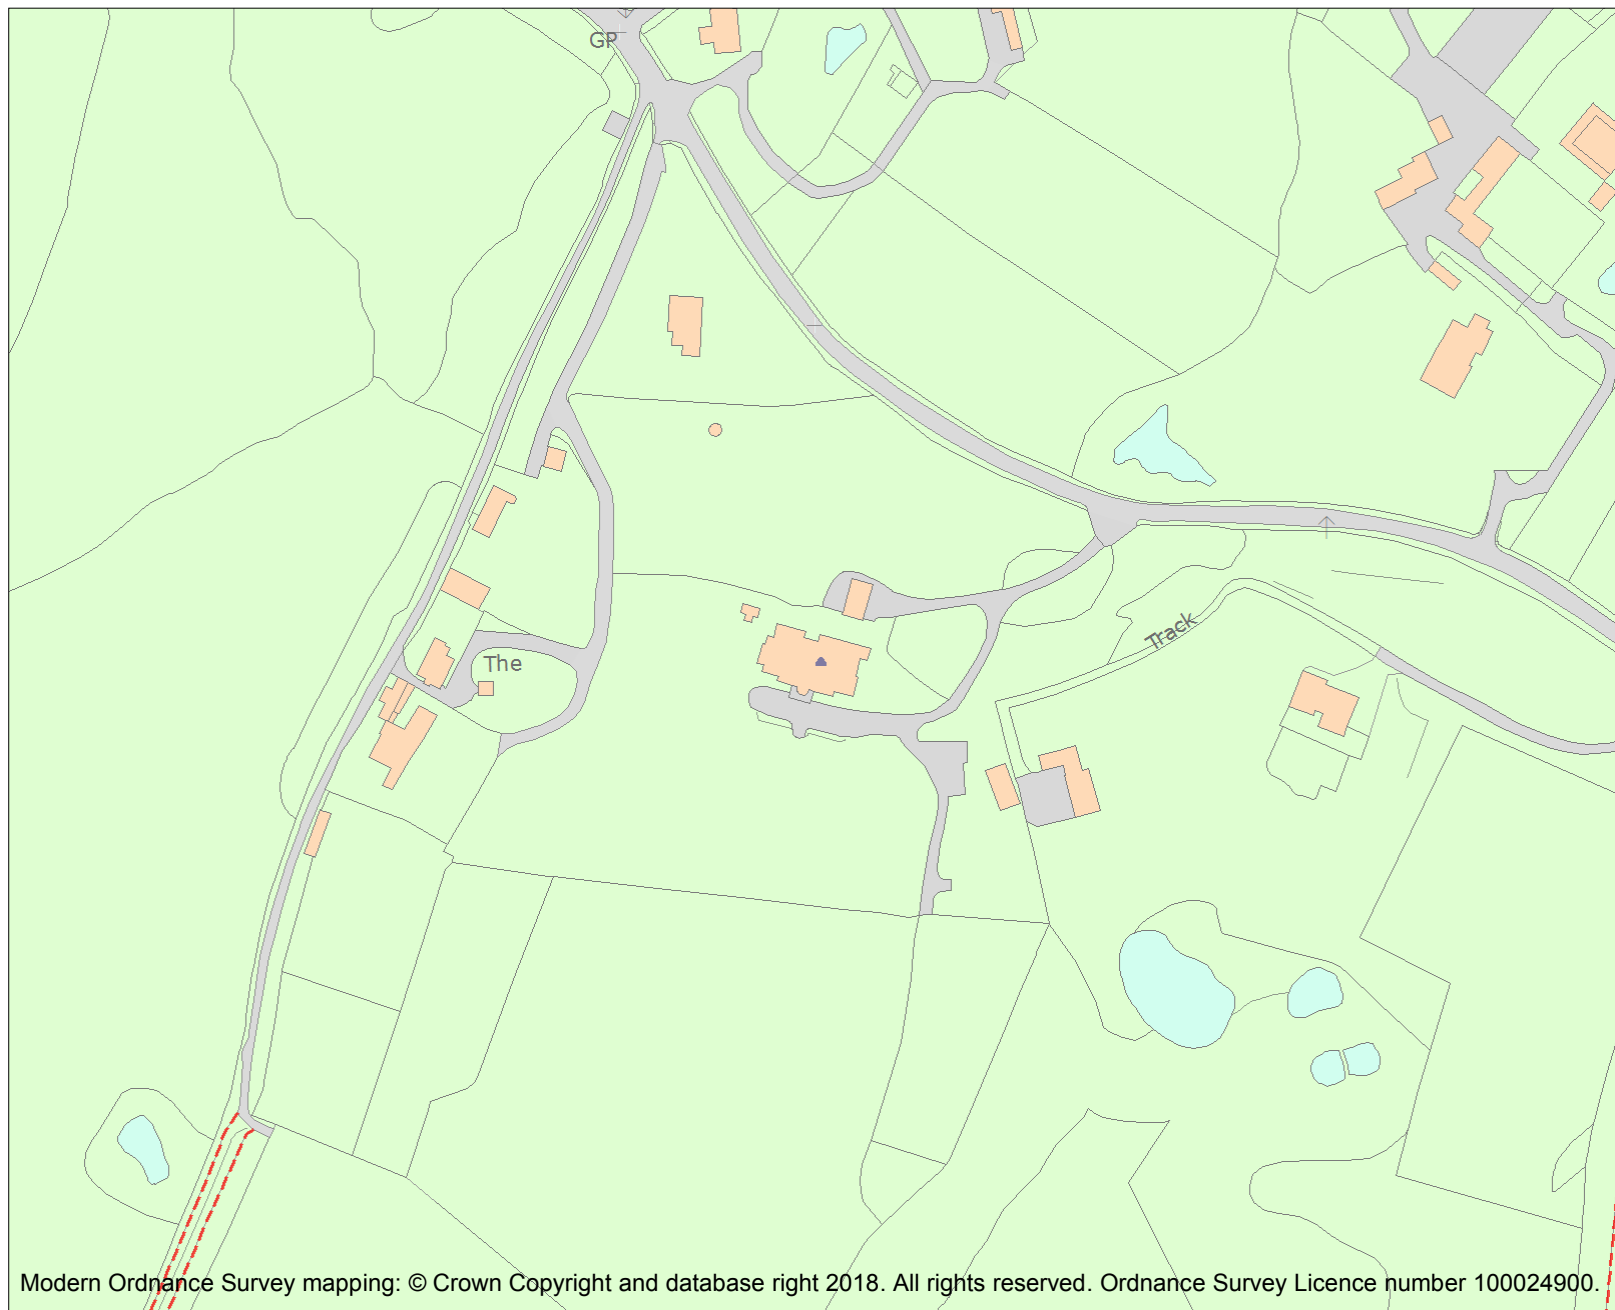 GP
Track
The
Modern Ordnance Survey mapping: © Crown Copyright and database right 2018. All rights reserved. Ordnance Survey Licence number 100024900.